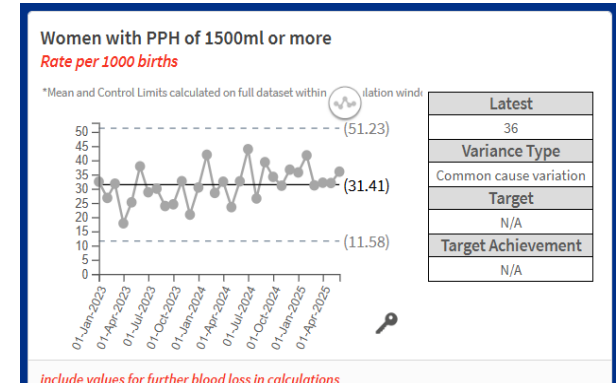 Women with PPH of 1500ml or more
Rate per 1000 births
*Mean and Control Limits calculated on full dataset within lation wind
Latest
36
Variance Type
Common cause variation
Target
N/A
Target Achievement
N/A
(51.23)
(31.41)
(11.58)
50
45
40
35
30
25
20
15
10
5
0
01-Jan-2023
01-Apr-2023
01-Jul-2023
01-Oct-2023
01-Jan-2024
01-Apr-2024
01-Jul-2024
01-Oct-2024
01-Jan-2025
01-Apr-2025
include values for further blood loss in calculations